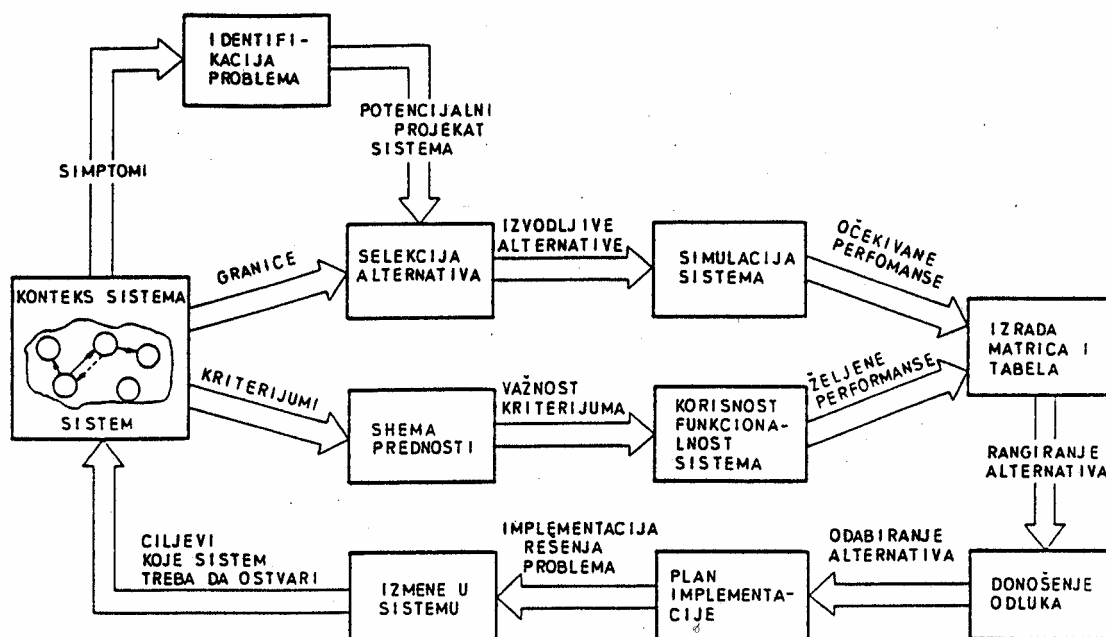 IDENTIFI-
KACIJA
PROBLEMA
POTENCIJALNI
PROJEKAT
SISTEMA
SIMPTOMI
GRANICE
SELEKCIJA
ALTERNATIVA
IZVODLJIVE
ALTERNATIVE
SIMULACIJA
SISTEMA
OČEKIVANE
PERFOMANSE
KONTEKS SISTEMA
SISTEM
IZRADA
MATRICA I
TABELA
KRITERIJUMI
SHEMA
PREDNOSTI
VAŽNOST
KRITERIJUMA
KORISNOST
FUNKCIONA-
LNOST
SISTEMA
ŽELJENE
PERFORMANSE
RANGIRANJE
ALTERNATIVA
CILJEVI
KOJE SISTEM
TREBA DA OSTVARI
IZMENE U
SISTEMU
IMPLEMENTACIJA
REŠENJA
PROBLEMA
PLAN
IMPLEMENTA-
CIJE
ODABIRANJE
ALTERNATIVA
DONOŠENJE
ODLUKA